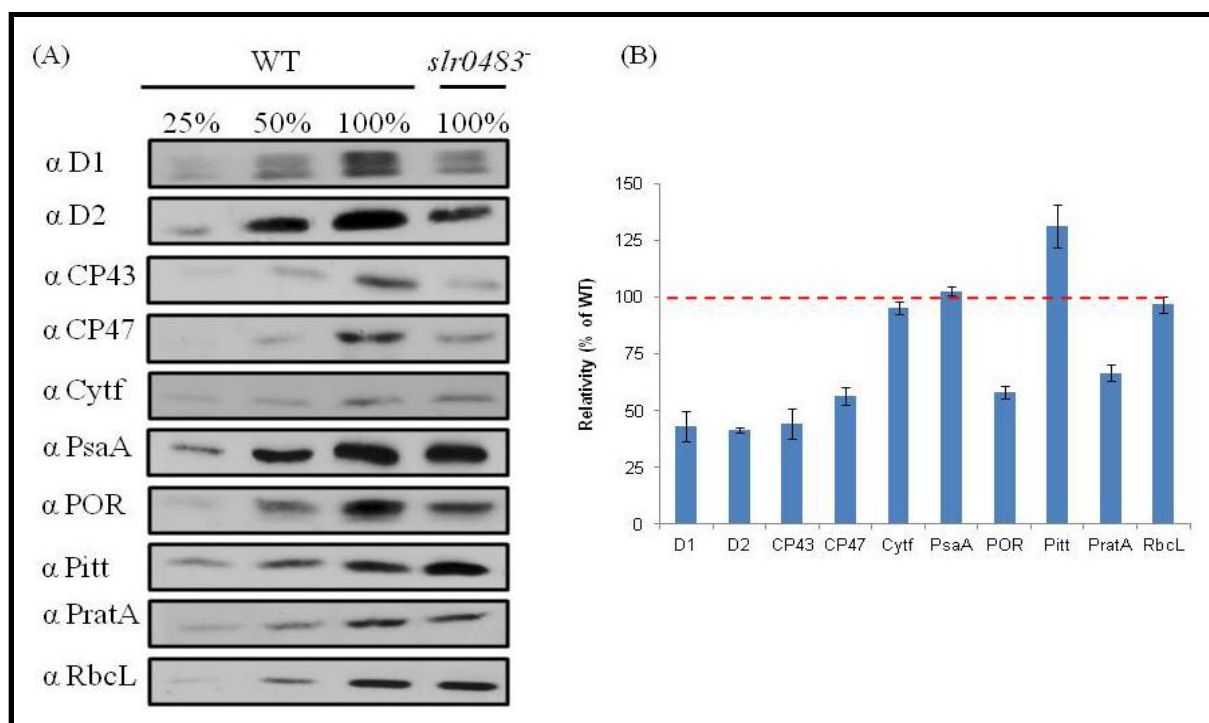 (A)
WT
slr0483-
25% 50% 100% 100%
α D1
α D2
α CP43
α CP47
α Cytf
α PsaA
α POR
α Pitt
α PratA
α RbcL
(B)
Relativity (% of WT)
150
125
100
75
50
25
0
D1 D2 CP43 CP47 Cytf PsaA POR Pitt PratA RbcL